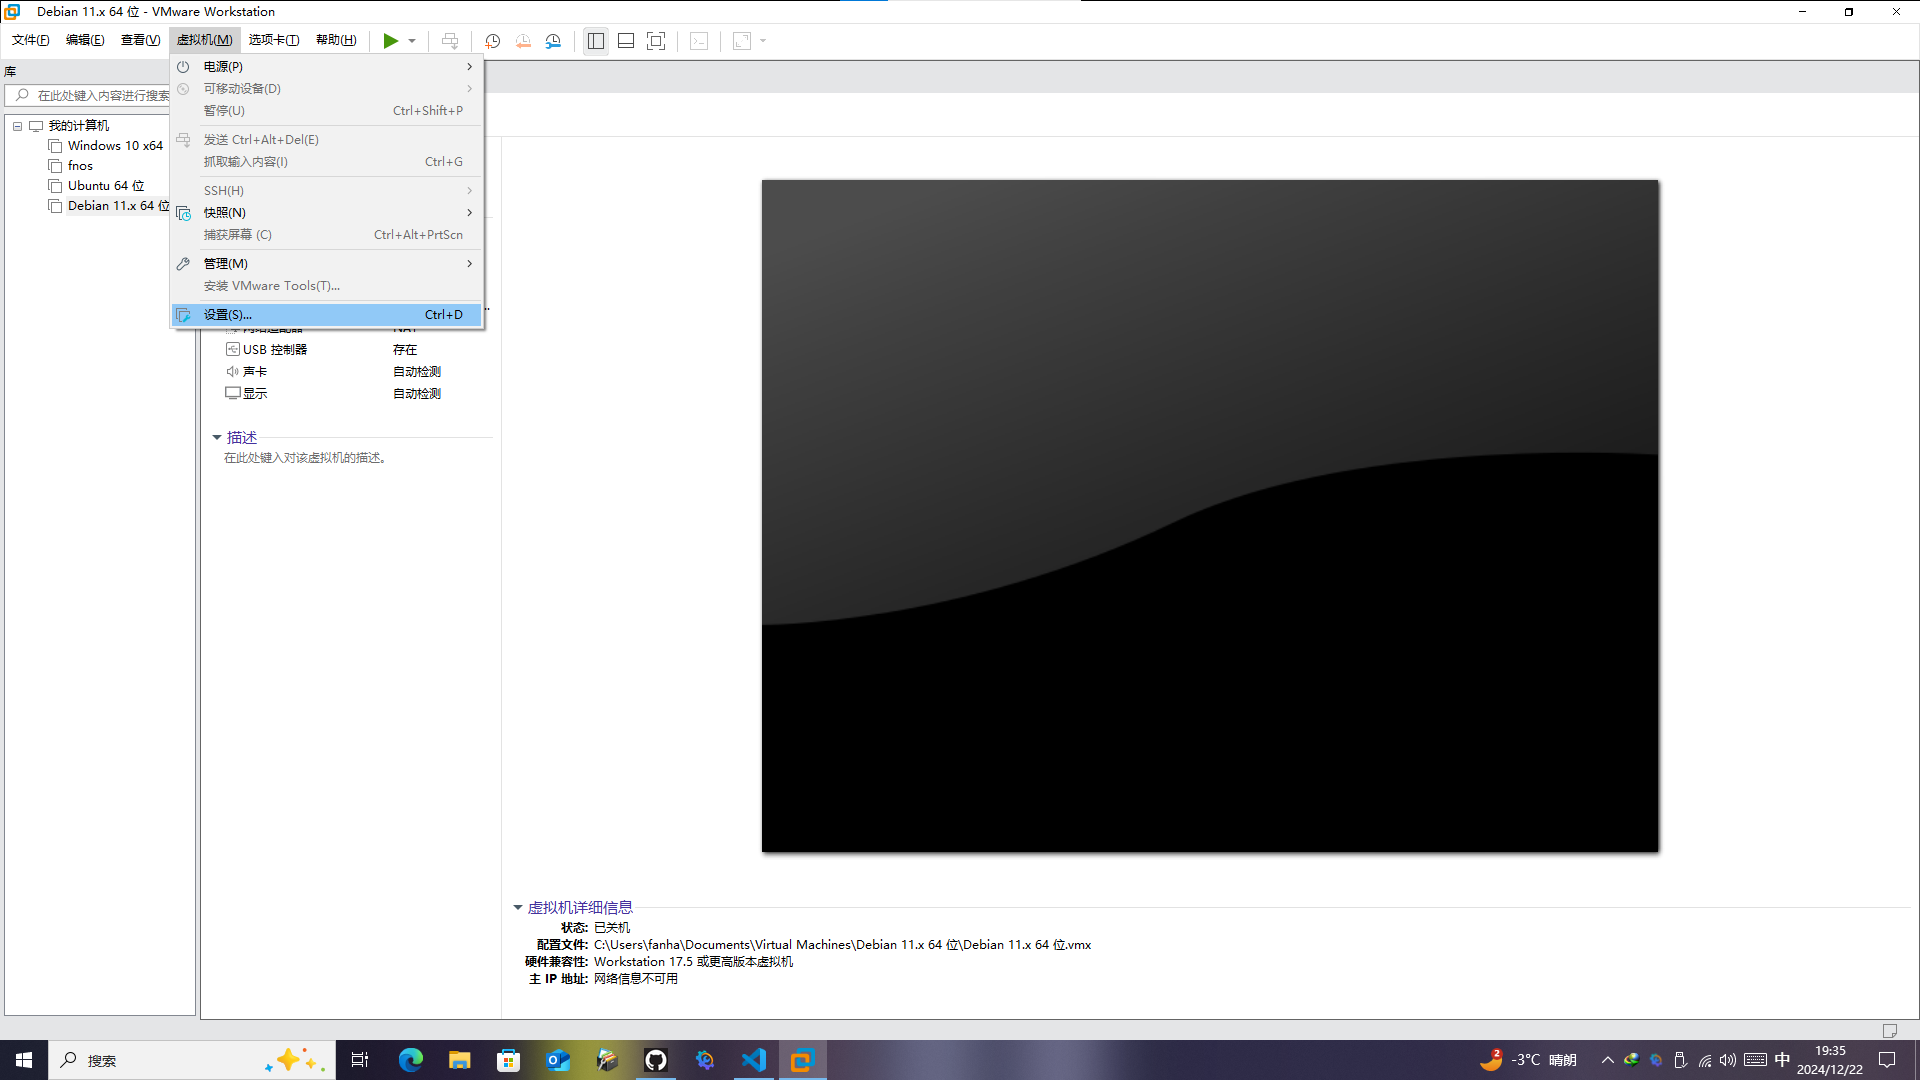 Debian 11.x 64 位 - VMware Workstation
文件(F) 编辑(E) 查看(V) 虚拟机(M) 选项卡(T) 帮助(H)
库
在此处键入内容进行搜索
我的计算机
Windows 10 x64
fnos
Ubuntu 64 位
Debian 11.x 64 位
电源(P)
可移动设备(D)
暂停(U) Ctrl+Shift+P
发送 Ctrl+Alt+Del(E)
抓取输入内容(I) Ctrl+G
SSH(H)
快照(N)
捕获屏幕 (C) Ctrl+Alt+PrtScn
管理(M)
安装 VMware Tools(T)...
设置(S)... Ctrl+D
网络适配器 NAT
USB 控制器 存在
声卡 自动检测
显示 自动检测
描述
在此处键入对该虚拟机的描述。
虚拟机详细信息
状态: 已关机
配置文件: C:\Users\fanha\Documents\Virtual Machines\Debian 11.x 64 位\Debian 11.x 64 位.vmx
硬件兼容性: Workstation 17.5 或更高版本虚拟机
主 IP 地址: 网络信息不可用
搜索
2
-3°C 晴朗
中
19:35
2024/12/22